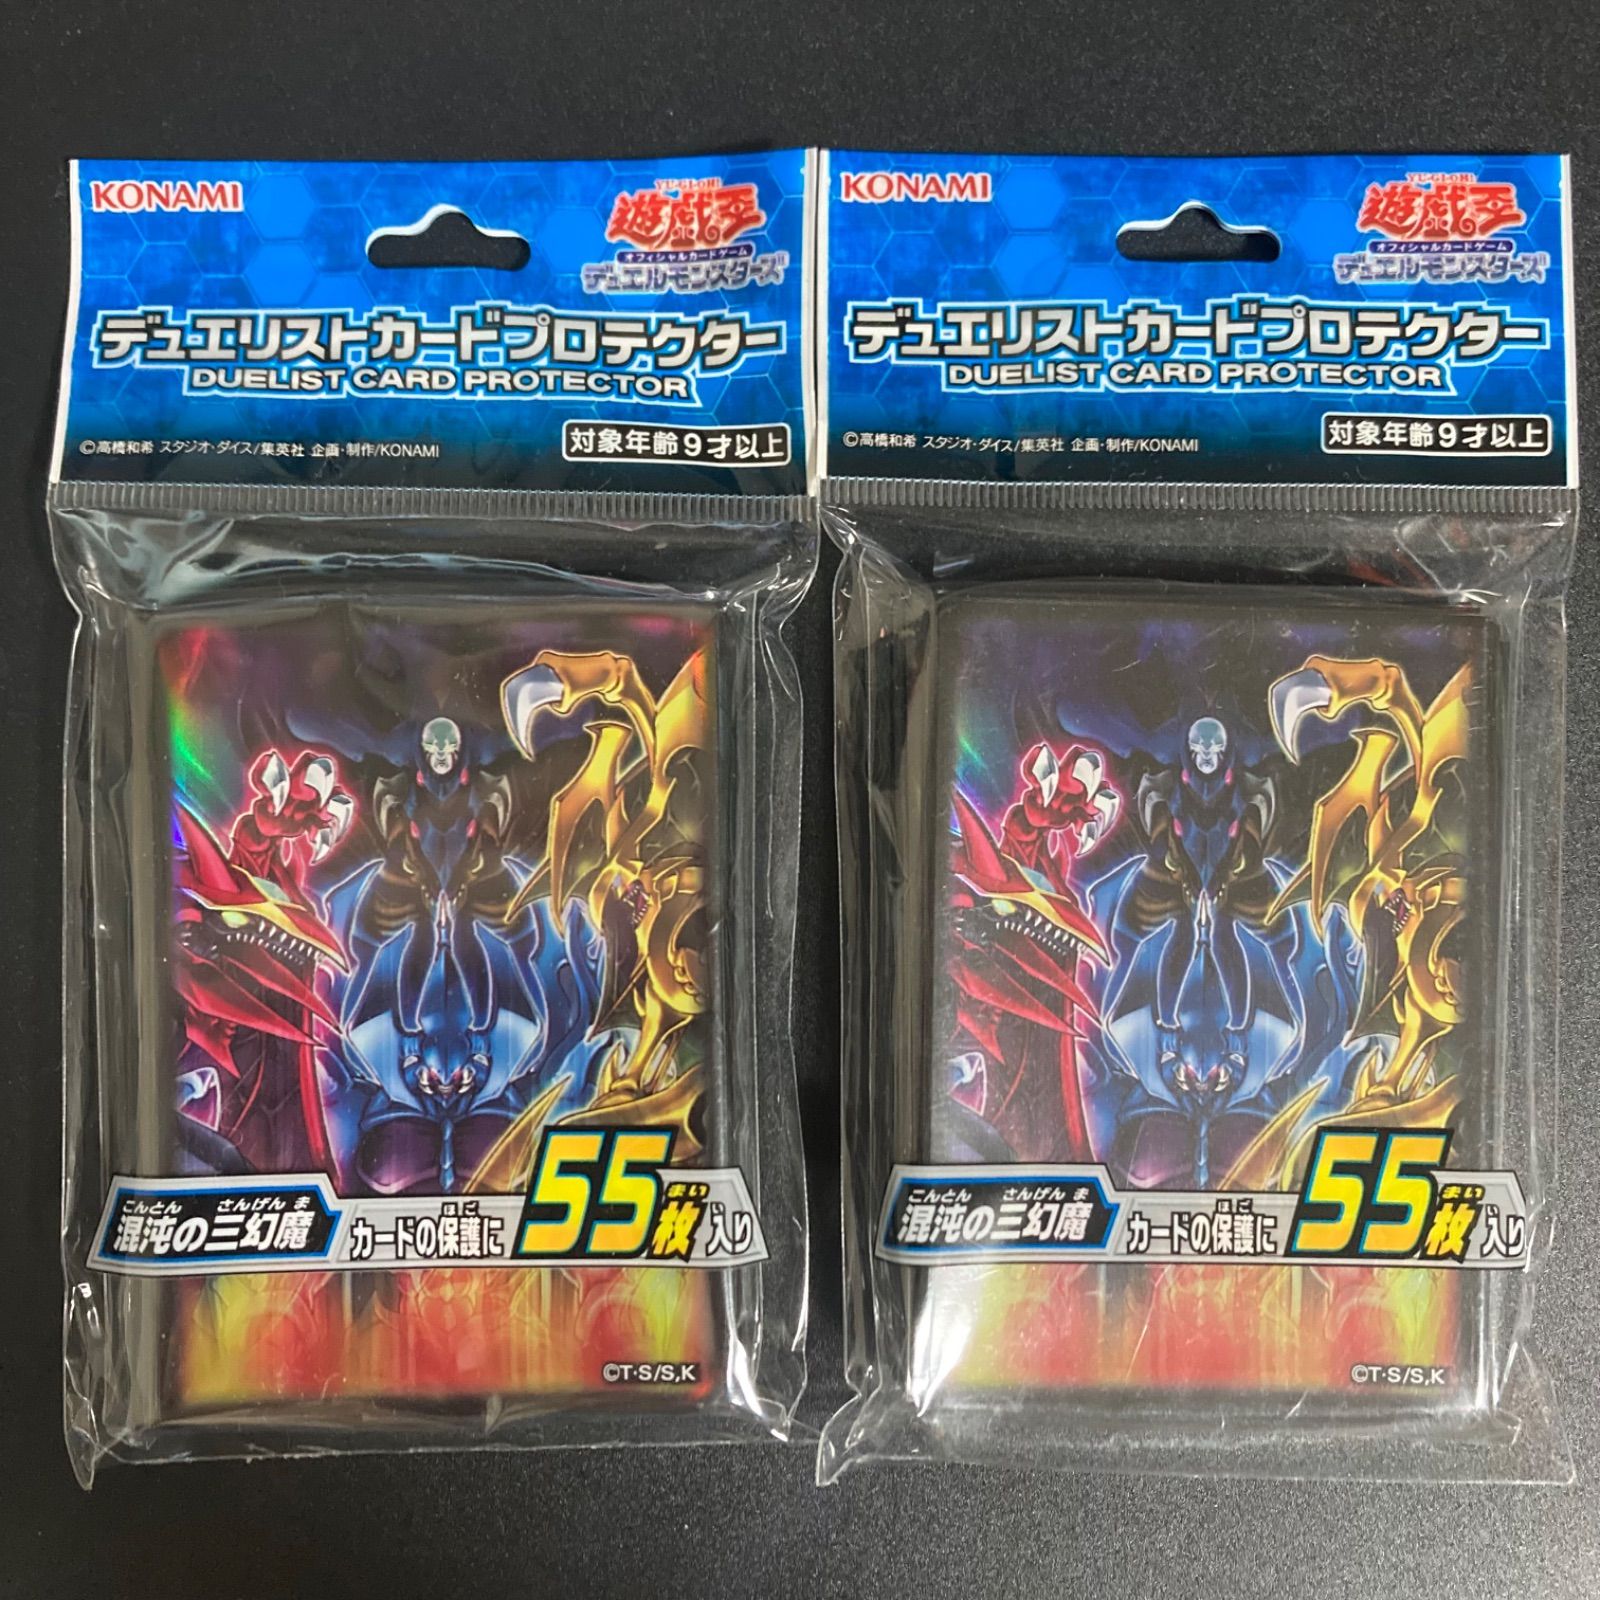 KONAMI
YU-GI-OH!
遊戯王
オフィシャルカードゲーム
デュエルモンスターズ
デュエリストカードプロテクター
DUELIST CARD PROTECTOR
©高橋和希 スタジオ・ダイス/集英社 企画・制作/KONAMI
対象年齢9才以上
こんとん さんげんま
混沌の三幻魔
ほご
カードの保護に
まい
55枚入り
©T・S/S,K
KONAMI
YU-GI-OH!
遊戯王
オフィシャルカードゲーム
デュエルモンスターズ
デュエリストカードプロテクター
DUELIST CARD PROTECTOR
©高橋和希 スタジオ・ダイス/集英社 企画・制作/KONAMI
対象年齢9才以上
こんとん さんげんま
混沌の三幻魔
ほご
カードの保護に
まい
55枚入り
©T・S/S,K